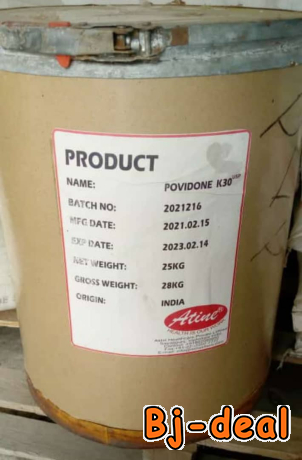 PRODUCT
NAME: POVIDONE K30 USP
BATCH NO: 2021216
MFG DATE: 2021.02.15
EXP DATE: 2023.02.14
NET WEIGHT: 25KG
GROSS WEIGHT: 28KG
ORIGIN: INDIA
Atine
Bj-deal